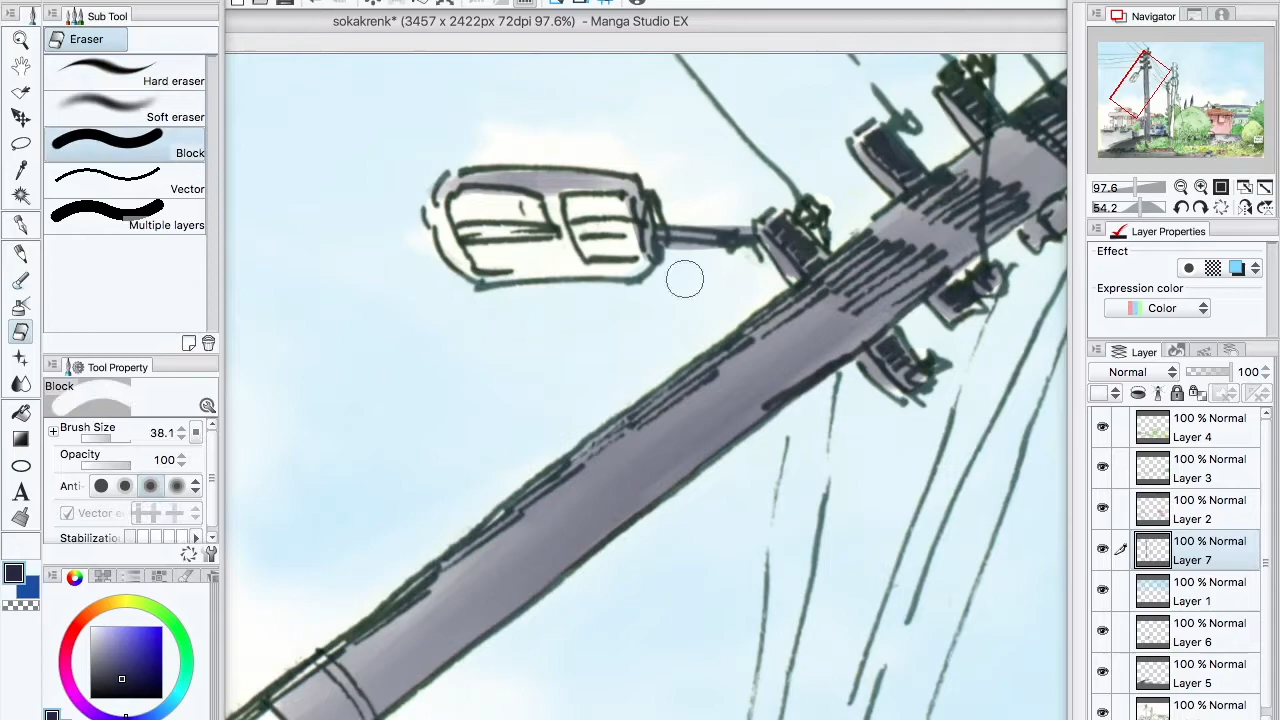 sokakrenk* (3457 x 2422px 72dpi 97.6%) - Manga Studio EX
Sub Tool
Eraser
Hard eraser
Soft eraser
Block
Vector
Multiple layers
Tool Property
Block
Brush Size
38.1
Opacity
100
Anti-
Vector e
Stabilizatio
Navigator
97.6
54.2
Layer Properties
Effect
Expression color
Color
Layer
Normal
100
100 % Normal
Layer 4
100 % Normal
Layer 3
100 % Normal
Layer 2
100 % Normal
Layer 7
100 % Normal
Layer 1
100 % Normal
Layer 6
100 % Normal
Layer 5
100 % Normal